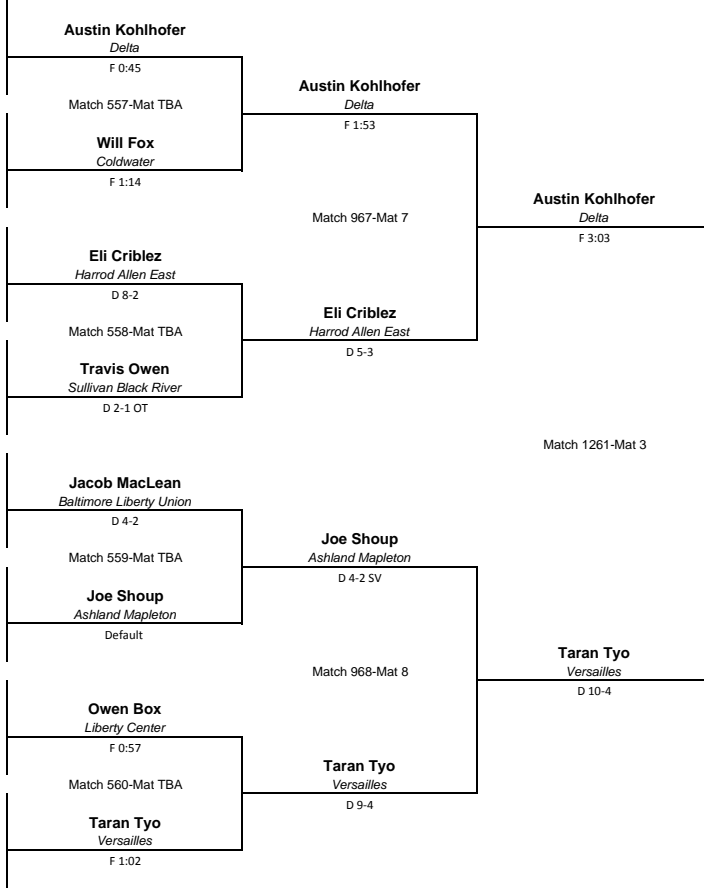 Austin Kohlhofer
Delta
F 0:45
Match 557-Mat TBA
Will Fox
Coldwater
F 1:14
Austin Kohlhofer
Delta
F 1:53
Match 967-Mat 7
Eli Criblez
Harrod Allen East
D 8-2
Match 558-Mat TBA
Travis Owen
Sullivan Black River
D 2-1 OT
Eli Criblez
Harrod Allen East
D 5-3
Austin Kohlhofer
Delta
F 3:03
Match 1261-Mat 3
Jacob MacLean
Baltimore Liberty Union
D 4-2
Match 559-Mat TBA
Joe Shoup
Ashland Mapleton
Default
Joe Shoup
Ashland Mapleton
D 4-2 SV
Match 968-Mat 8
Owen Box
Liberty Center
F 0:57
Match 560-Mat TBA
Taran Tyo
Versailles
F 1:02
Taran Tyo
Versailles
D 9-4
Taran Tyo
Versailles
D 10-4